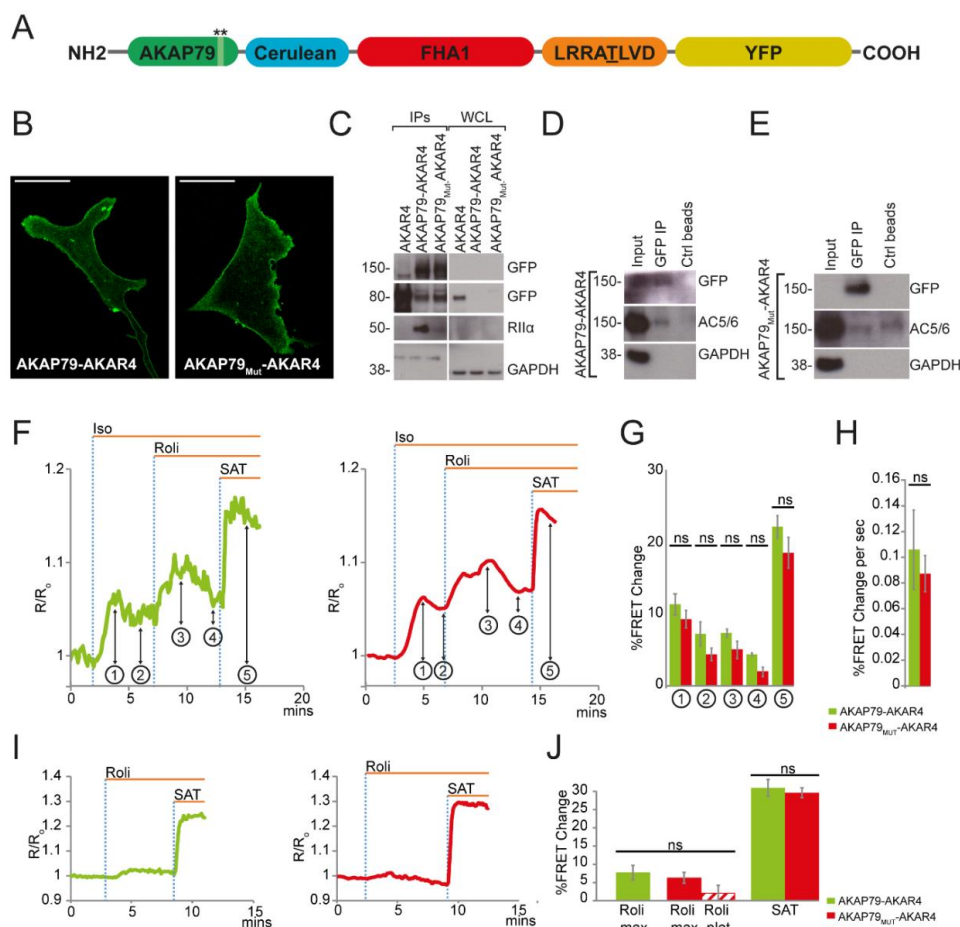 A
**
NH2 AKAP79 Cerulean FHA1 LRRATLVD YFP COOH
B
AKAP79-AKAR4
AKAP79Mut-AKAR4
C
IPs WCL
AKAR4
AKAP79-AKAR4
AKAP79Mut-AKAR4
AKAR4
AKAP79-AKAR4
AKAP79Mut-AKAR4
150- GFP
80- GFP
50- RIIα
38- GAPDH
D
Input
GFP IP
Ctrl beads
AKAP79-AKAR4
150- GFP
150- AC5/6
38- GAPDH
E
Input
GFP IP
Ctrl beads
AKAP79Mut-AKAR4
150- GFP
150- AC5/6
38- GAPDH
F
Iso
Roli
SAT
1.2
1.1
1
R/Ro
1 2 3 4 5
0 5 10 15 20
mins
Iso
Roli
SAT
1.2
1.1
1
R/Ro
1 2 3 4 5
0 5 10 15 20
mins
G
30
20
10
0
%FRET Change
ns ns ns ns ns
1 2 3 4 5
H
ns
0.16
0.14
0.12
0.1
0.08
0.06
0.04
0.02
0
%FRET Change per sec
AKAP79-AKAR4
AKAP79MUT-AKAR4
I
Roli
SAT
1.4
1.3
1.2
1.1
1
0.9
R/Ro
0 5 10 15
mins
Roli
SAT
1.4
1.3
1.2
1.1
1
0.9
R/Ro
0 5 10 15
mins
J
ns
ns
30
25
20
15
10
5
0
%FRET Change
Roli Roli Roli SAT
max max plat
AKAP79-AKAR4
AKAP79MUT-AKAR4